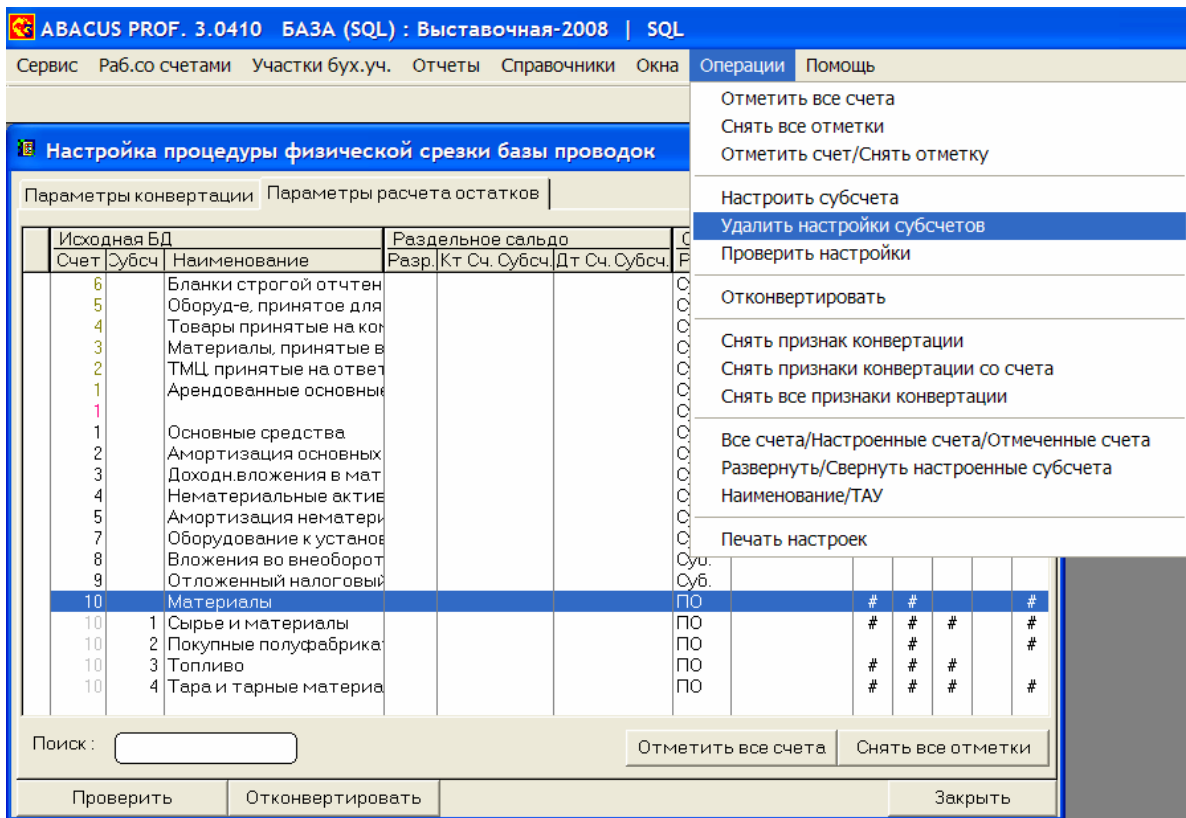 ABACUS PROF. 3.0410 БАЗА (SQL) : Выставочная-2008 | SQL
Сервис Раб.со счетами Участки бух.уч. Отчеты Справочники Окна Операции Помощь
Отметить все счета
Снять все отметки
Отметить счет/Снять отметку
Настроить субсчета
Удалить настройки субсчетов
Проверить настройки
Отконвертировать
Снять признак конвертации
Снять признаки конвертации со счета
Снять все признаки конвертации
Все счета/Настроенные счета/Отмеченные счета
Развернуть/Свернуть настроенные субсчета
Наименование/ТАУ
Печать настроек
Настройка процедуры физической срезки базы проводок
Параметры конвертации Параметры расчета остатков
Исходная БД Раздельное сальдо
Счет Субсч Наименование Разр. Кт Сч. Субсч. Дт Сч. Субсч.
6 Бланки строгой отчтен
5 Оборуд-е, принятое для
4 Товары принятые на ком
3 Материалы, принятые в
2 ТМЦ, принятые на ответ
1 Арендованные основные
1
1 Основные средства
2 Амортизация основных
3 Доходн.вложения в мат
4 Нематериальные актив
5 Амортизация нематери
7 Оборудование к установ
8 Вложения во внеоборот Суб.
9 Отложенный налоговый Суб.
10 Материалы ПО # # #
10 1 Сырье и материалы ПО # # # #
10 2 Покупные полуфабрикат ПО # #
10 3 Топливо ПО # # #
10 4 Тара и тарные материа ПО # # # #
Поиск : Отметить все счета Снять все отметки
Проверить Отконвертировать Закрыть